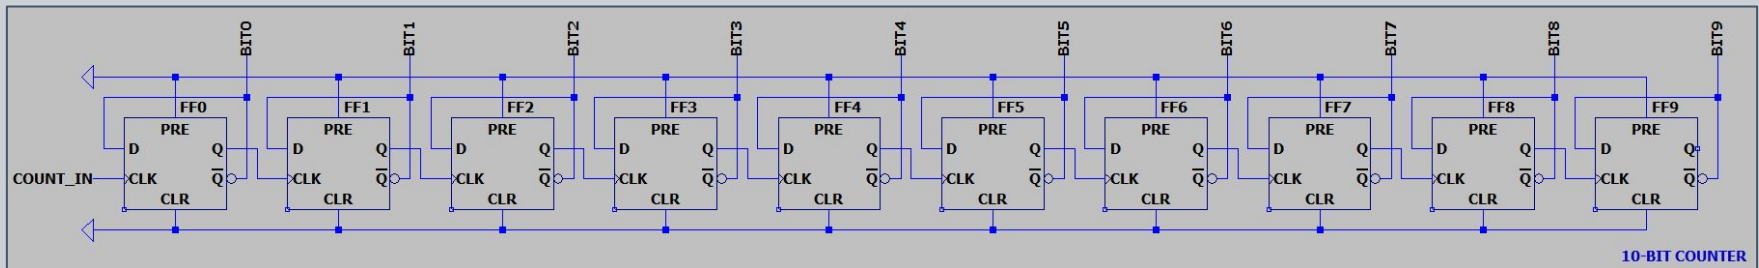 BIT0 BIT1 BIT2 BIT3 BIT4 BIT5 BIT6 BIT7 BIT8 BIT9
FF0 FF1 FF2 FF3 FF4 FF5 FF6 FF7 FF8 FF9
PRE PRE PRE PRE PRE PRE PRE PRE PRE PRE
D Q D Q D Q D Q D Q D Q D Q D Q D Q D Q
COUNT_IN CLK Q̅ CLK Q̅ CLK Q̅ CLK Q̅ CLK Q̅ CLK Q̅ CLK Q̅ CLK Q̅ CLK Q̅ CLK Q̅
CLR CLR CLR CLR CLR CLR CLR CLR CLR CLR
10-BIT COUNTER